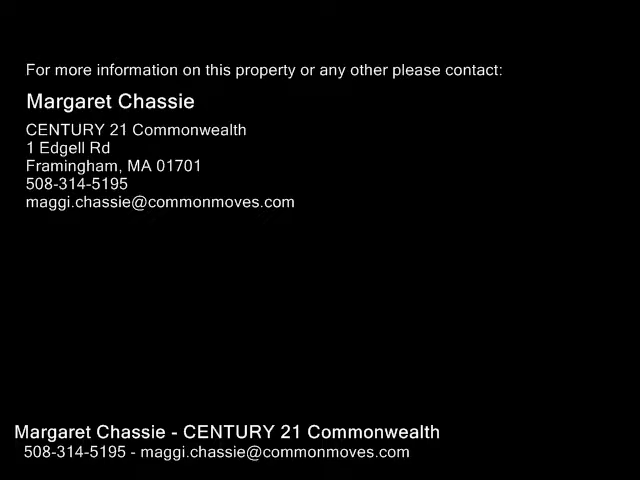 For more information on this property or any other please contact:
Margaret Chassie
CENTURY 21 Commonwealth
1 Edgell Rd
Framingham, MA 01701
508-314-5195
maggi.chassie@commonmoves.com
Margaret Chassie - CENTURY 21 Commonwealth
508-314-5195 - maggi.chassie@commonmoves.com